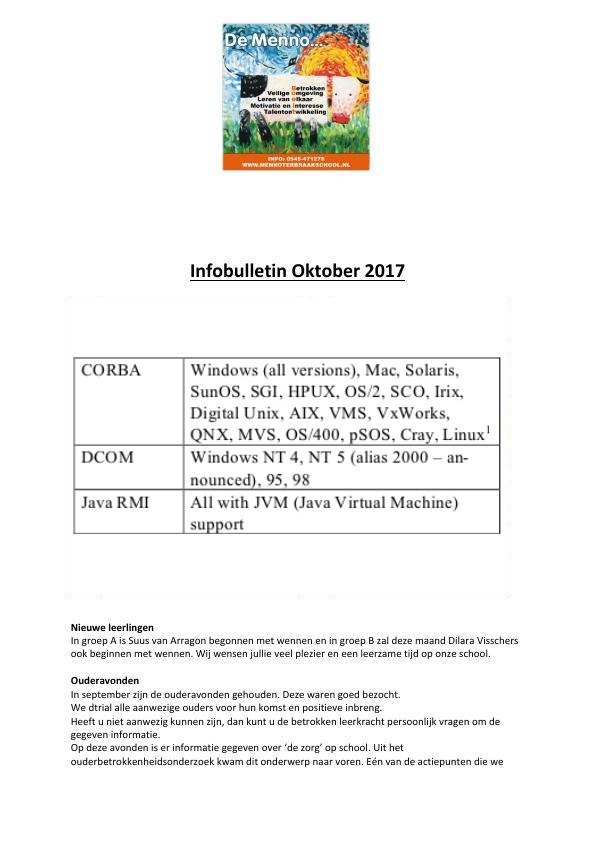 De Menno...
Betrokken
Veilige omgeving
Leren van elkaar
Motivatie en Interesse
Talentontwikkeling
INFO: 0546-471279
WWW.MENNOTERBRAAKSCHOOL.NL
Infobulletin Oktober 2017
CORBA Windows (all versions), Mac, Solaris,
SunOS, SGI, HPUX, OS/2, SCO, Irix,
Digital Unix, AIX, VMS, VxWorks,
QNX, MVS, OS/400, pSOS, Cray, Linux1
DCOM Windows NT 4, NT 5 (alias 2000 – an-
nounced), 95, 98
Java RMI All with JVM (Java Virtual Machine)
support
Nieuwe leerlingen
In groep A is Suus van Arragon begonnen met wennen en in groep B zal deze maand Dilara Visschers
ook beginnen met wennen. Wij wensen jullie veel plezier en een leerzame tijd op onze school.
Ouderavonden
In september zijn de ouderavonden gehouden. Deze waren goed bezocht.
We dtrial alle aanwezige ouders voor hun komst en positieve inbreng.
Heeft u niet aanwezig kunnen zijn, dan kunt u de betrokken leerkracht persoonlijk vragen om de
gegeven informatie.
Op deze avonden is er informatie gegeven over ‘de zorg’ op school. Uit het
ouderbetrokkenheidsonderzoek kwam dit onderwerp naar voren. Eén van de actiepunten die we